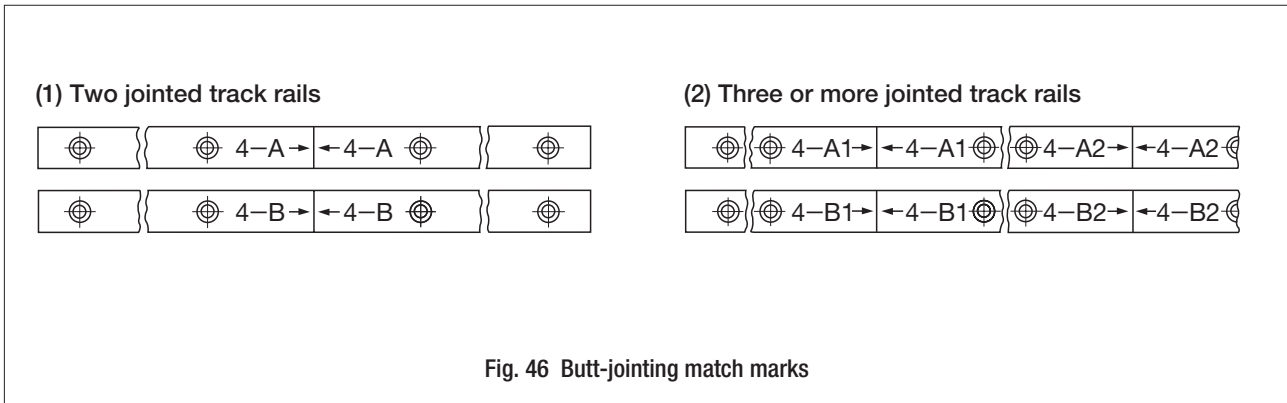 (1) Two jointed track rails
4–A→ ←4–A
4–B→ ←4–B
(2) Three or more jointed track rails
4–A1→ ←4–A1 4–A2→ ←4–A2
4–B1→ ←4–B1 4–B2→ ←4–B2
Fig. 46 Butt-jointing match marks